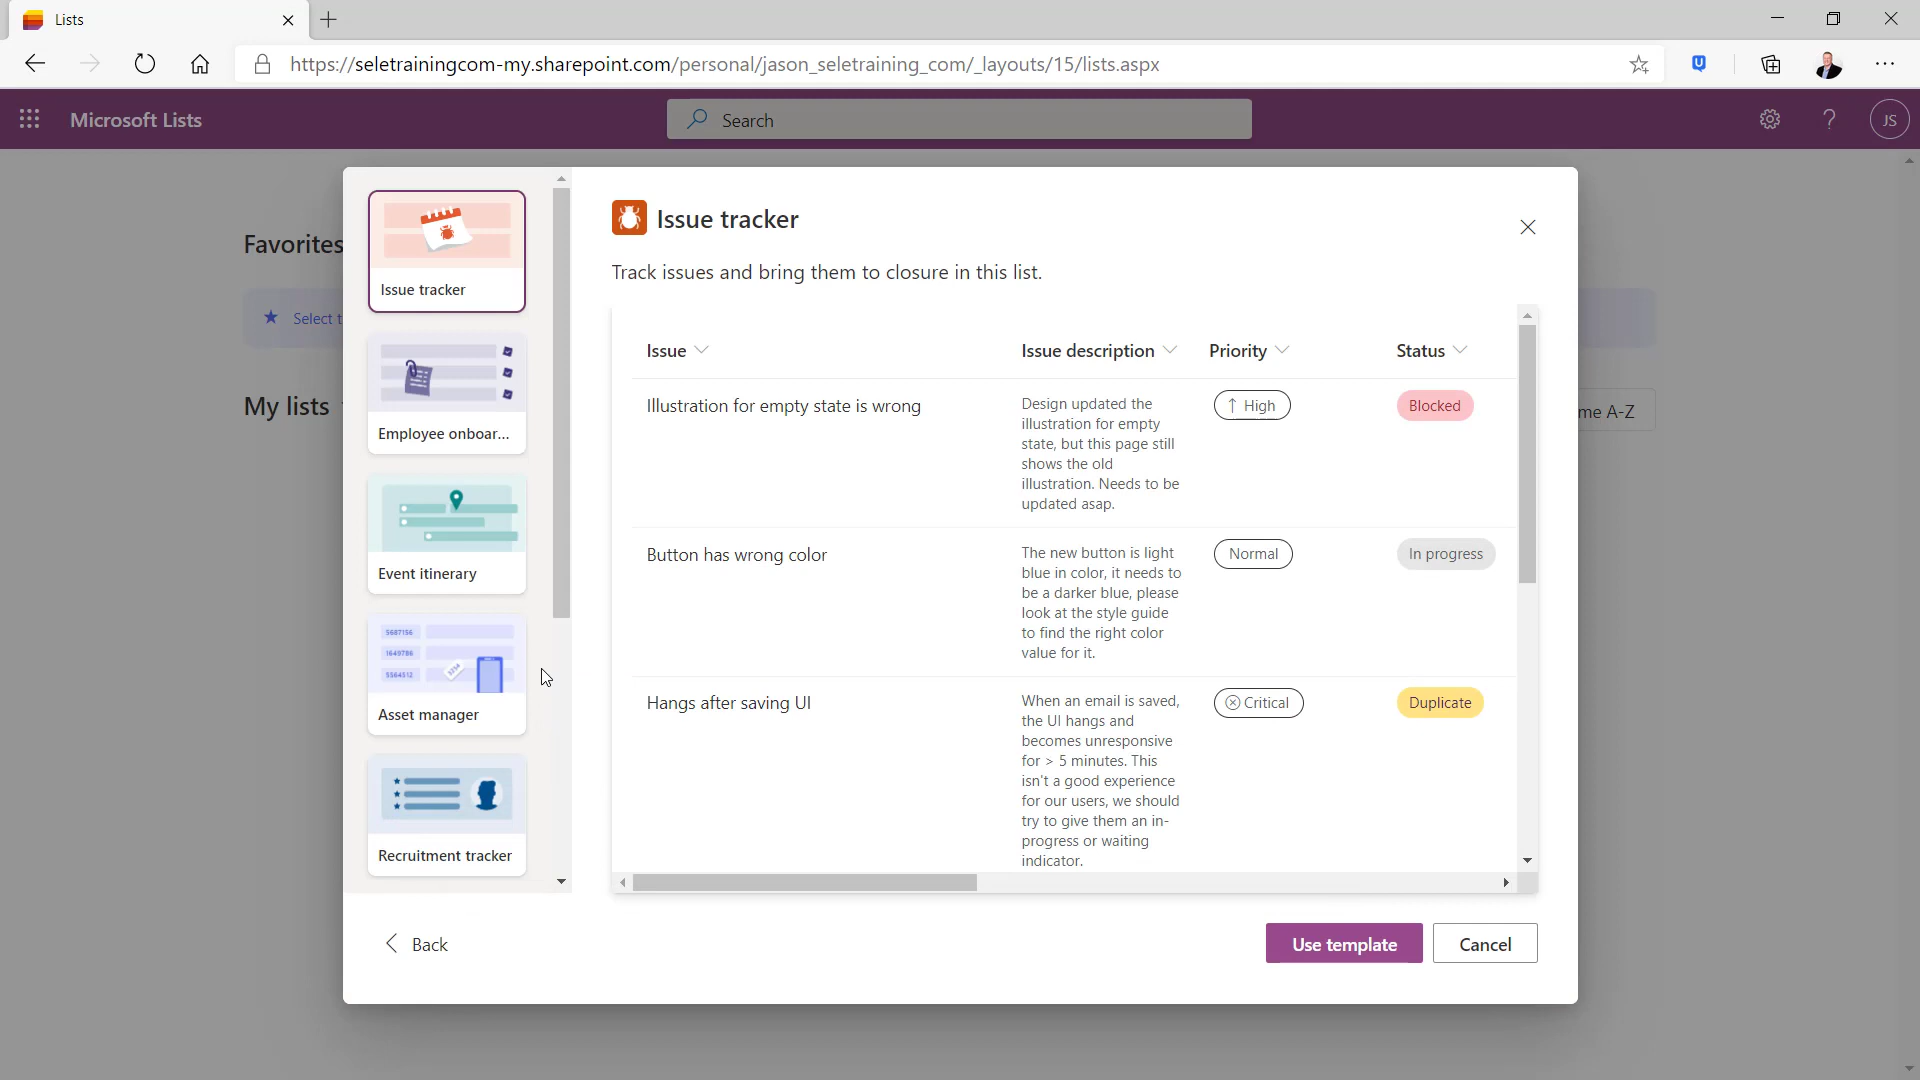 Lists
https://seletrainingcom-my.sharepoint.com/personal/jason_seletraining_com/_layouts/15/lists.aspx
Microsoft Lists
Search
JS
Favorites
Select t
My lists
me A-Z
Issue tracker
Employee onboar...
Event itinerary
5687156
1649786
5564512
Asset manager
Recruitment tracker
Issue tracker
Track issues and bring them to closure in this list.
Issue Issue description Priority Status
Illustration for empty state is wrong
Design updated the
illustration for empty
state, but this page still
shows the old
illustration. Needs to be
updated asap.
High
Blocked
Button has wrong color
The new button is light
blue in color, it needs to
be a darker blue, please
look at the style guide
to find the right color
value for it.
Normal
In progress
Hangs after saving UI
When an email is saved,
the UI hangs and
becomes unresponsive
for > 5 minutes. This
isn't a good experience
for our users, we should
try to give them an in-
progress or waiting
indicator.
Critical
Duplicate
Back
Use template
Cancel